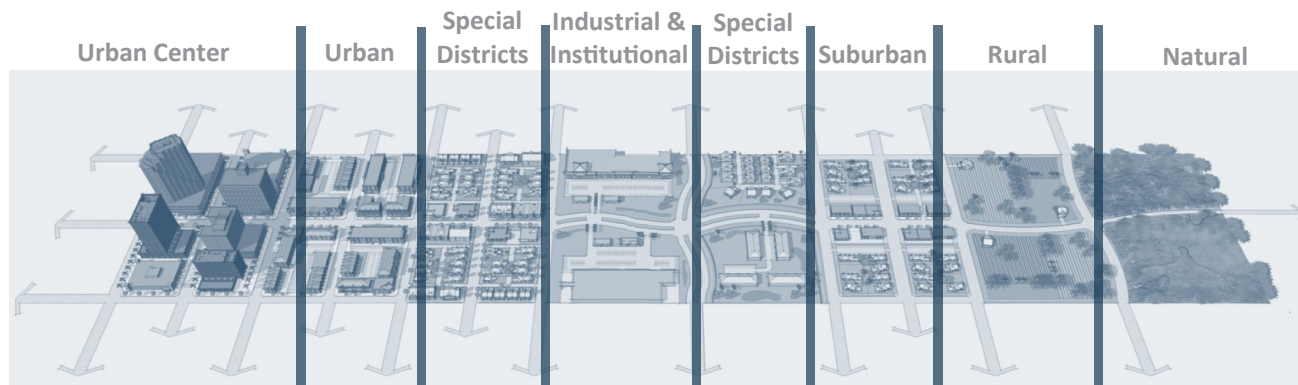 Urban Center
Urban
Special
Districts
Industrial &
Institutional
Special
Districts
Suburban
Rural
Natural